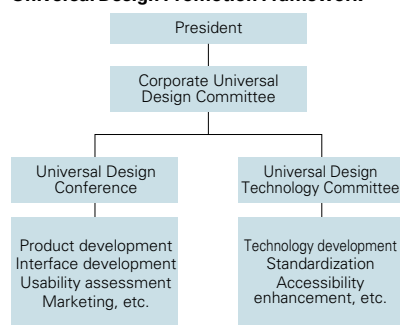 Universal Design Promotion Framework
President
Corporate Universal
Design Committee
Universal Design
Conference
Universal Design
Technology Committee
Product development
Interface development
Usability assessment
Marketing, etc.
Technology development
Standardization
Accessibility
enhancement, etc.